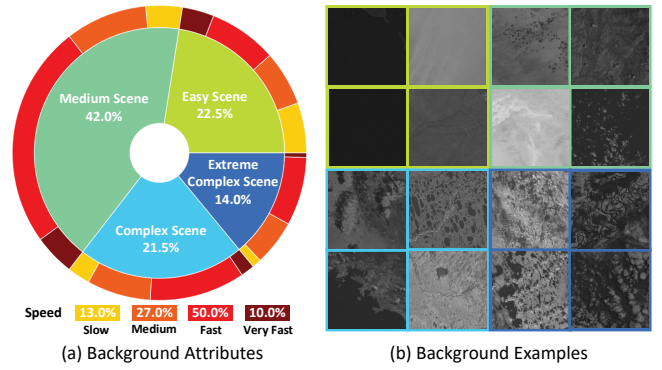 Medium Scene
42.0%
Easy Scene
22.5%
Extreme
Complex Scene
14.0%
Complex Scene
21.5%
Speed 13.0% 27.0% 50.0% 10.0%
Slow Medium Fast Very Fast
(a) Background Attributes
(b) Background Examples